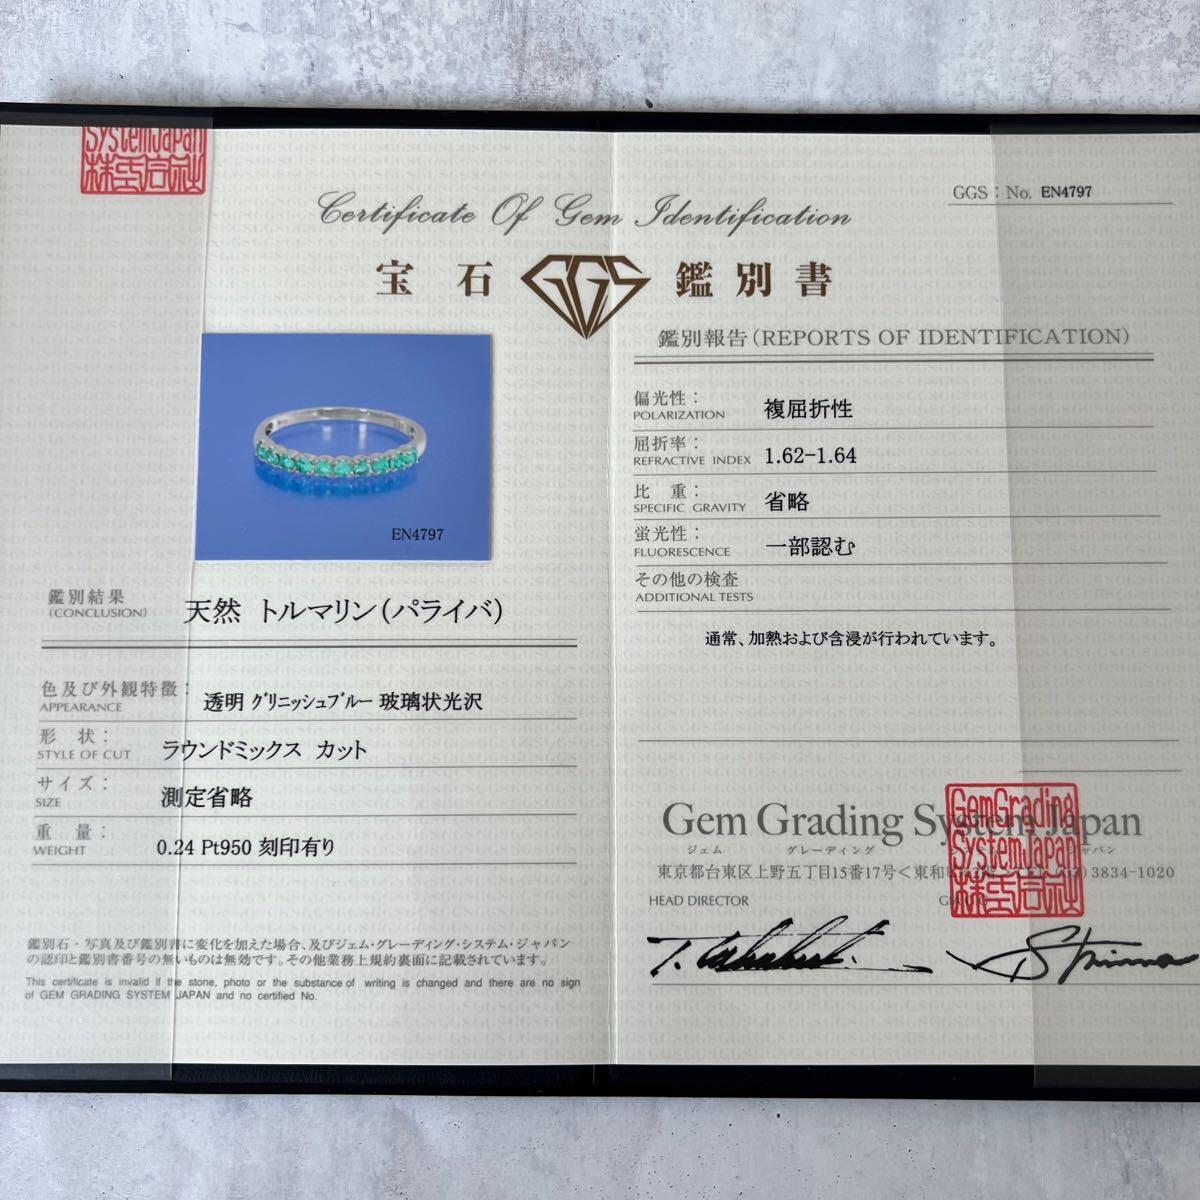 SystemJapan
株式会社
Certificate Of Gem Identification
GGS : No. EN4797
宝石 GGS 鑑別書
EN4797
鑑別結果
(CONCLUSION)
天然 トルマリン(パライバ)
色及び外観特徴:
APPEARANCE
透明 グリニッシュブルー 玻璃状光沢
形 状:
STYLE OF CUT
ラウンドミックス カット
サイズ:
SIZE
測定省略
重 量:
WEIGHT
0.24 Pt950 刻印有り
鑑別石・写真及び鑑別書に変化を加えた場合、及びジェム・グレーディング・システム・ジャパン
の認印と鑑別書番号の無いものは無効です。その他業務上規約裏面に記載されています。
This certificate is invalid if the stone, photo or the substance of writing is changed and there are no sign
of GEM GRADING SYSTEM JAPAN and no certified No.
鑑別報告(REPORTS OF IDENTIFICATION)
偏光性:
POLARIZATION
複屈折性
屈折率:
REFRACTIVE INDEX
1.62-1.64
比 重:
SPECIFIC GRAVITY
省略
蛍光性:
FLUORESCENCE
一部認む
その他の検査
ADDITIONAL TESTS
通常、加熱および含浸が行われています。
Gem Grading System Japan
ジェム グレーディング ジャパン
東京都台東区上野五丁目15番17号<東和 3834-1020
HEAD DIRECTOR
GemGrading
SystemJapan
株式会社